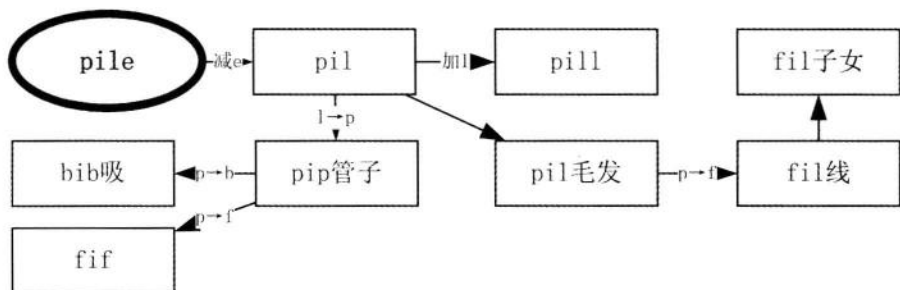 pile
减e
pil
加l
pill
fil子女
l→p
bib吸
p→b
pip管子
pil毛发
p→f
fil线
p→f
fif